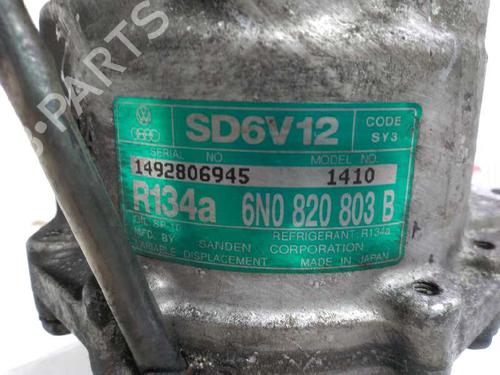 SD6V12
CODE
SY3
SERIAL NO. MODEL NO.
1492806945 1410
R134a 6N0 820 803 B
OIL SP-10 REFRIGERANT: R134a
MFG. BY SANDEN CORPORATION
VARIABLE DISPLACEMENT MADE IN JAPAN
B-PARTS